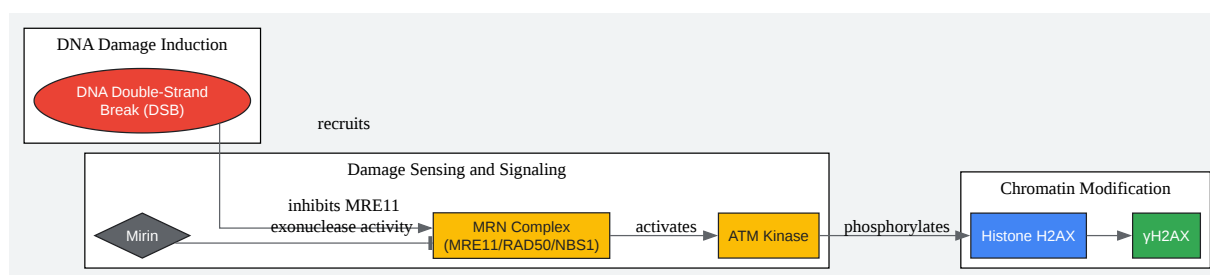 DNA Damage Induction
DNA Double-Strand
Break (DSB)
recruits
Damage Sensing and Signaling
inhibits MRE11
exonuclease activity
Mirin
MRN Complex
(MRE11/RAD50/NBS1)
activates
ATM Kinase
phosphorylates
Chromatin Modification
Histone H2AX
γH2AX